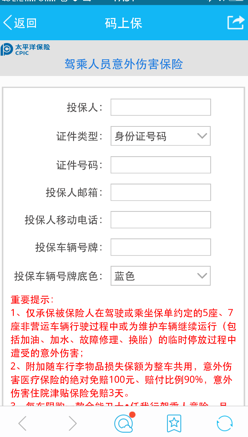 返回
码上保
太平洋保险
CPIC
驾乘人员意外伤害保险
投保人:
证件类型: 身份证号码
证件号码:
投保人邮箱:
投保人移动电话:
投保车辆号牌:
投保车辆号牌底色: 蓝色
重要提示:
1、仅承保被保险人在驾驶或乘坐保单约定的5座、7
座非营运车辆行驶过程中或为维护车辆继续运行（包
括加油、加水、故障修理、换胎）的临时停放过程中
遭受的意外伤害；
2、附加随车行李物品损失保额为整车共用，意外伤
害医疗保险的绝对免赔100元、赔付比例90%，意外
伤害住院津贴保险免赔3天。